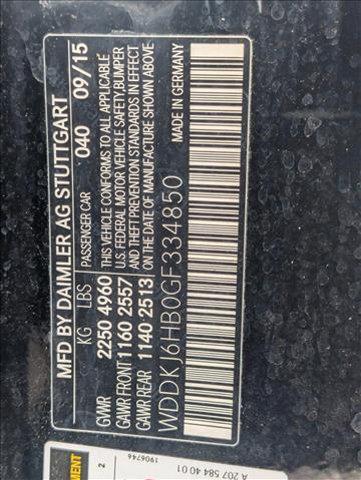 MFD BY DAIMLER AG STUTTGART
KG LBS PASSENGER CAR 040 09/15
GVWR 2250 4960
GAWR FRONT 1160 2557
GAWR REAR 1140 2513
THIS VEHICLE CONFORMS TO ALL APPLICABLE
U.S. FEDERAL MOTOR VEHICLE SAFETY,BUMPER
AND THEFT PREVENTION STANDARDS IN EFFECT
ON THE DATE OF MANUFACTURE SHOWN ABOVE
WDDKJ6HB0GF334850 MADE IN GERMANY
2
1906746
A 207 584 40 01